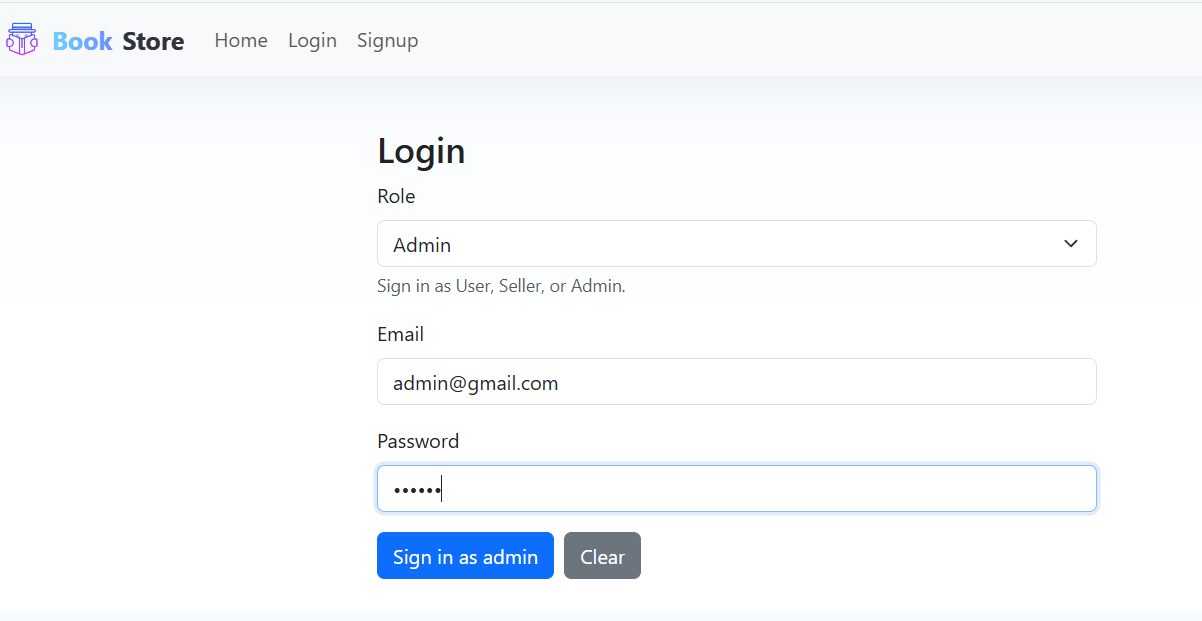 Book Store Home Login Signup
Login
Role
Admin
Sign in as User, Seller, or Admin.
Email
admin@gmail.com
Password
••••••
Sign in as admin Clear